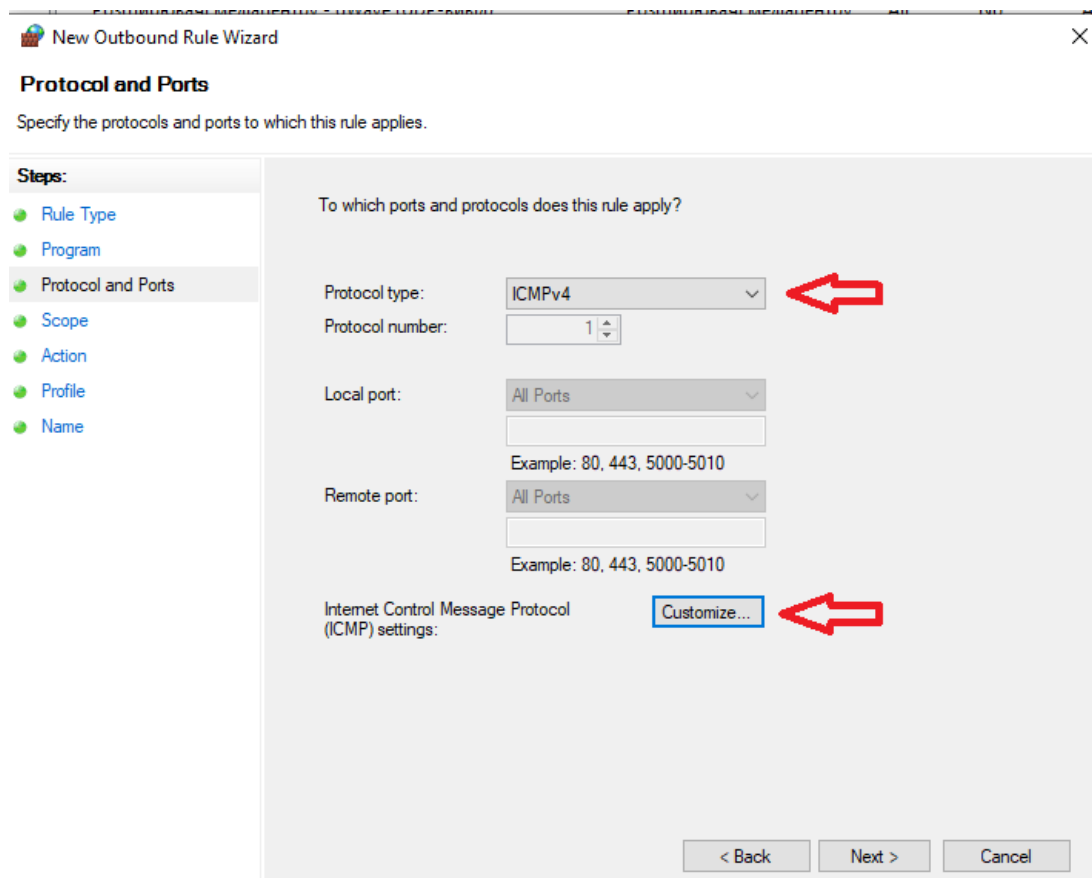 New Outbound Rule Wizard
Protocol and Ports
Specify the protocols and ports to which this rule applies.
Steps:
Rule Type
Program
Protocol and Ports
Scope
Action
Profile
Name
To which ports and protocols does this rule apply?
Protocol type: ICMPv4
Protocol number: 1
Local port: All Ports
Example: 80, 443, 5000-5010
Remote port: All Ports
Example: 80, 443, 5000-5010
Internet Control Message Protocol
(ICMP) settings: Customize...
< Back Next > Cancel